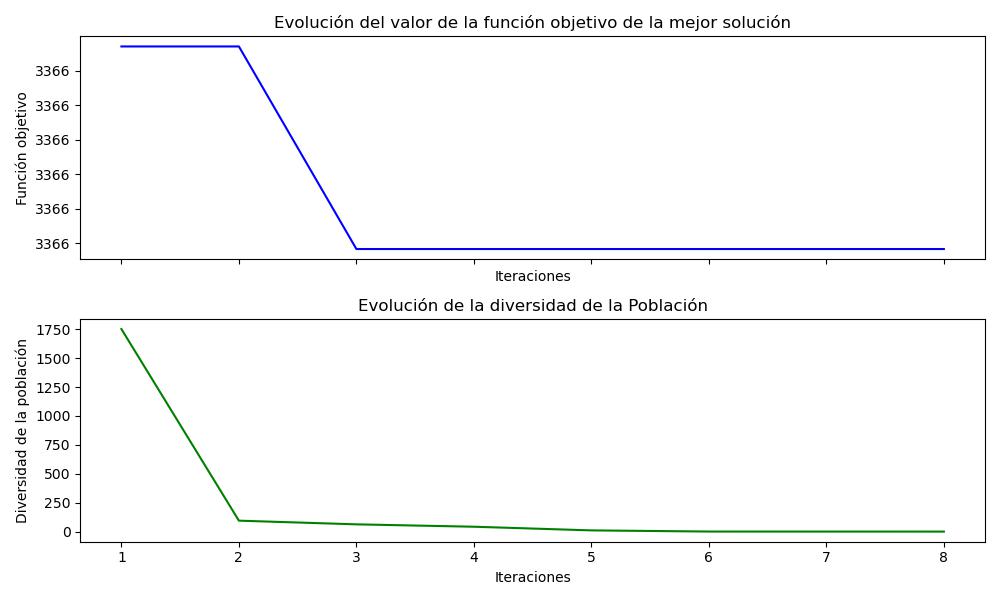 Evolución del valor de la función objetivo de la mejor solución
Función objetivo
3366
3366
3366
3366
3366
3366
Iteraciones
Evolución de la diversidad de la Población
Diversidad de la población
1750
1500
1250
1000
750
500
250
0
1 2 3 4 5 6 7 8
Iteraciones